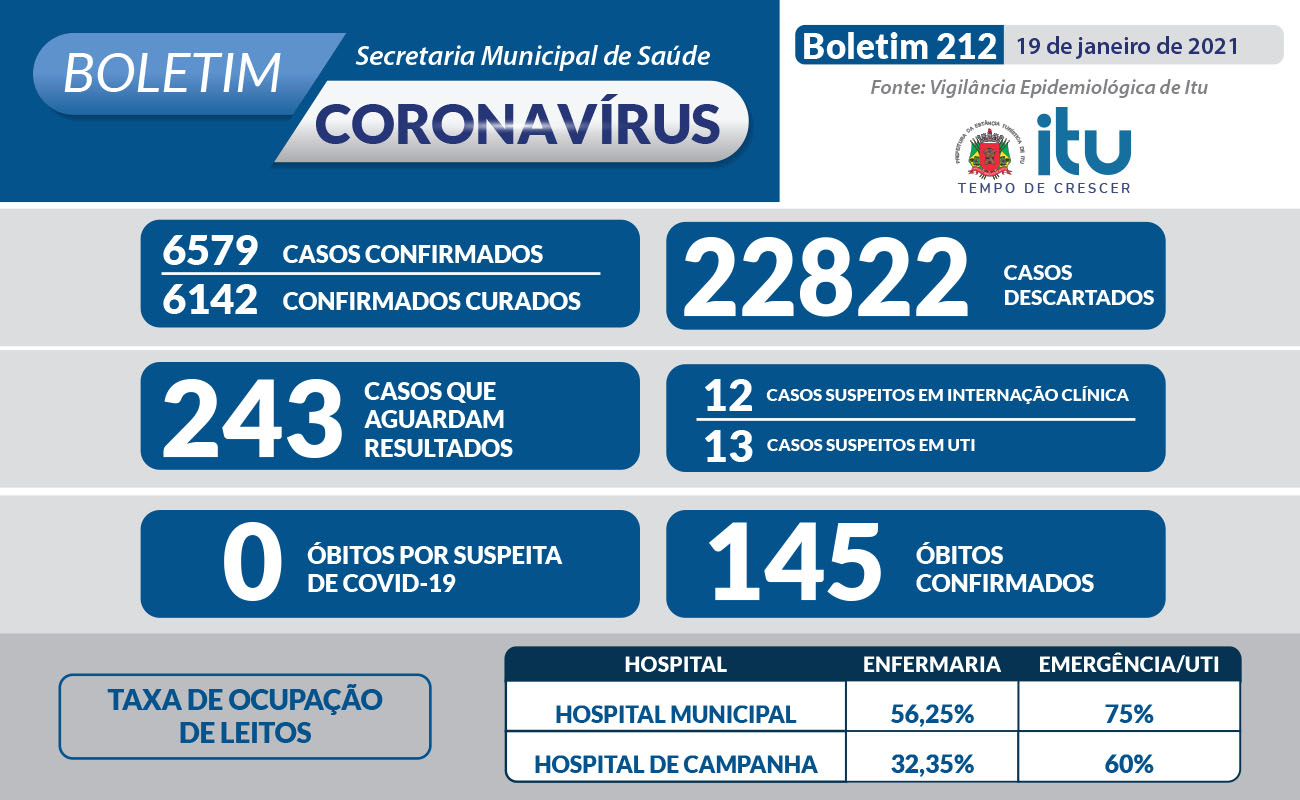 BOLETIM
Secretaria Municipal de Saúde
CORONAVÍRUS
Boletim 212 19 de janeiro de 2021
Fonte: Vigilância Epidemiológica de Itu
PREFEITURA DA ESTÂNCIA TURÍSTICA DE ITU
itu
TEMPO DE CRESCER
6579 CASOS CONFIRMADOS
6142 CONFIRMADOS CURADOS
22822 CASOS
DESCARTADOS
243 CASOS QUE
AGUARDAM
RESULTADOS
12 CASOS SUSPEITOS EM INTERNAÇÃO CLÍNICA
13 CASOS SUSPEITOS EM UTI
0 ÓBITOS POR SUSPEITA
DE COVID-19
145 ÓBITOS
CONFIRMADOS
TAXA DE OCUPAÇÃO
DE LEITOS
HOSPITAL ENFERMARIA EMERGÊNCIA/UTI
HOSPITAL MUNICIPAL 56,25% 75%
HOSPITAL DE CAMPANHA 32,35% 60%